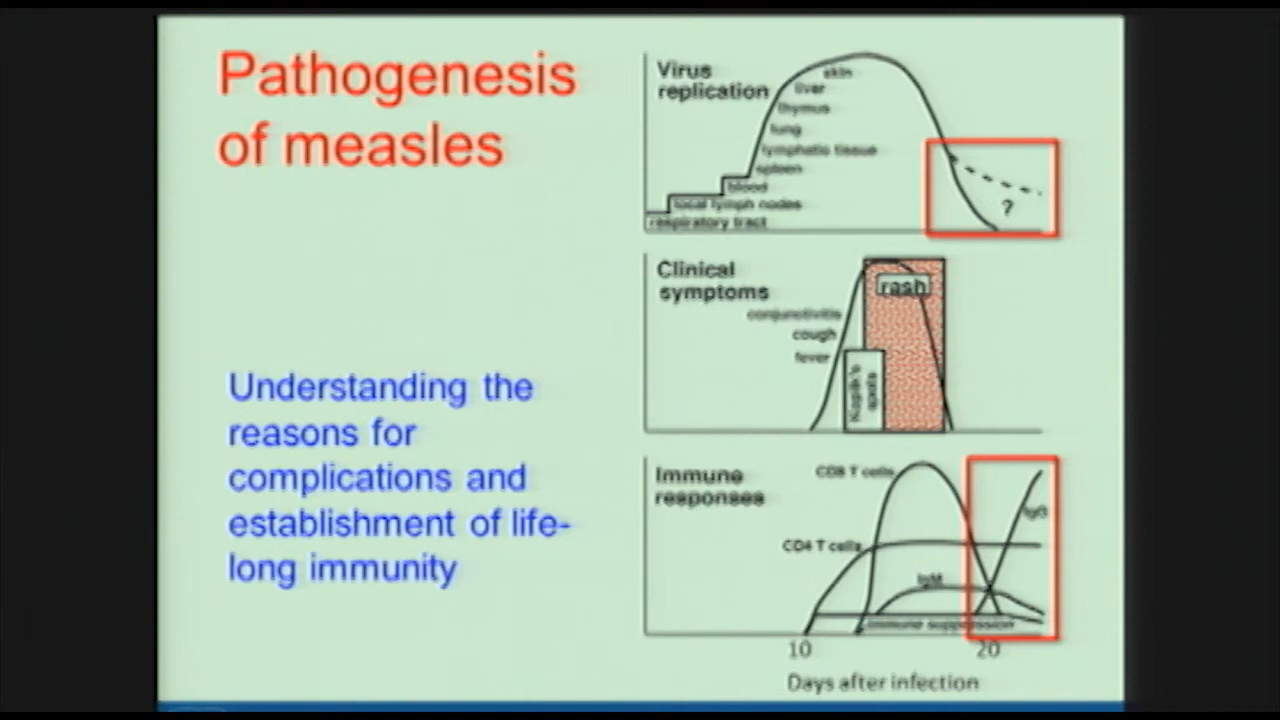 Pathogenesis
of measles
Understanding the
reasons for
complications and
establishment of life-
long immunity
Virus
replication
skin
liver
thymus
lung
lymphatic tissue
spleen
blood
local lymph nodes
respiratory tract
?
Clinical
symptoms
rash
conjunctivitis
cough
fever
Koplik's
spots
Immune
responses
CD8 T cells
IgG
CD4 T cells
IgM
Immune suppression
10
20
Days after infection